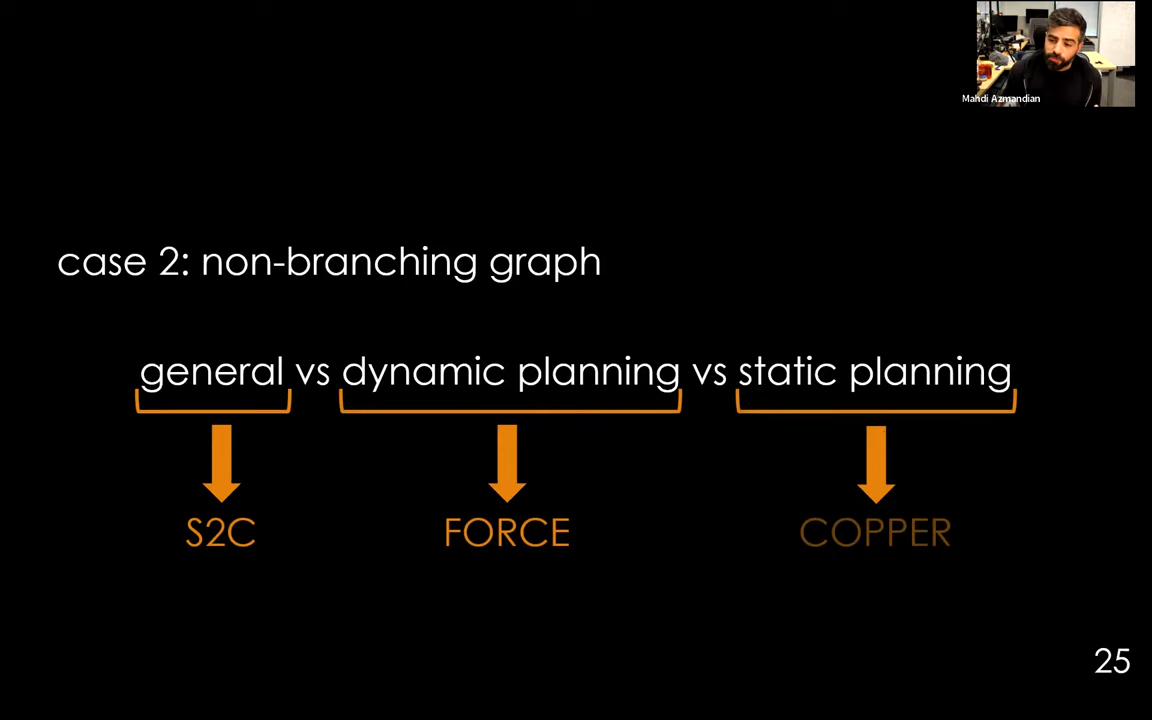 Mahdi Azmandian
case 2: non-branching graph
general vs dynamic planning vs static planning
S2C FORCE COPPER
25